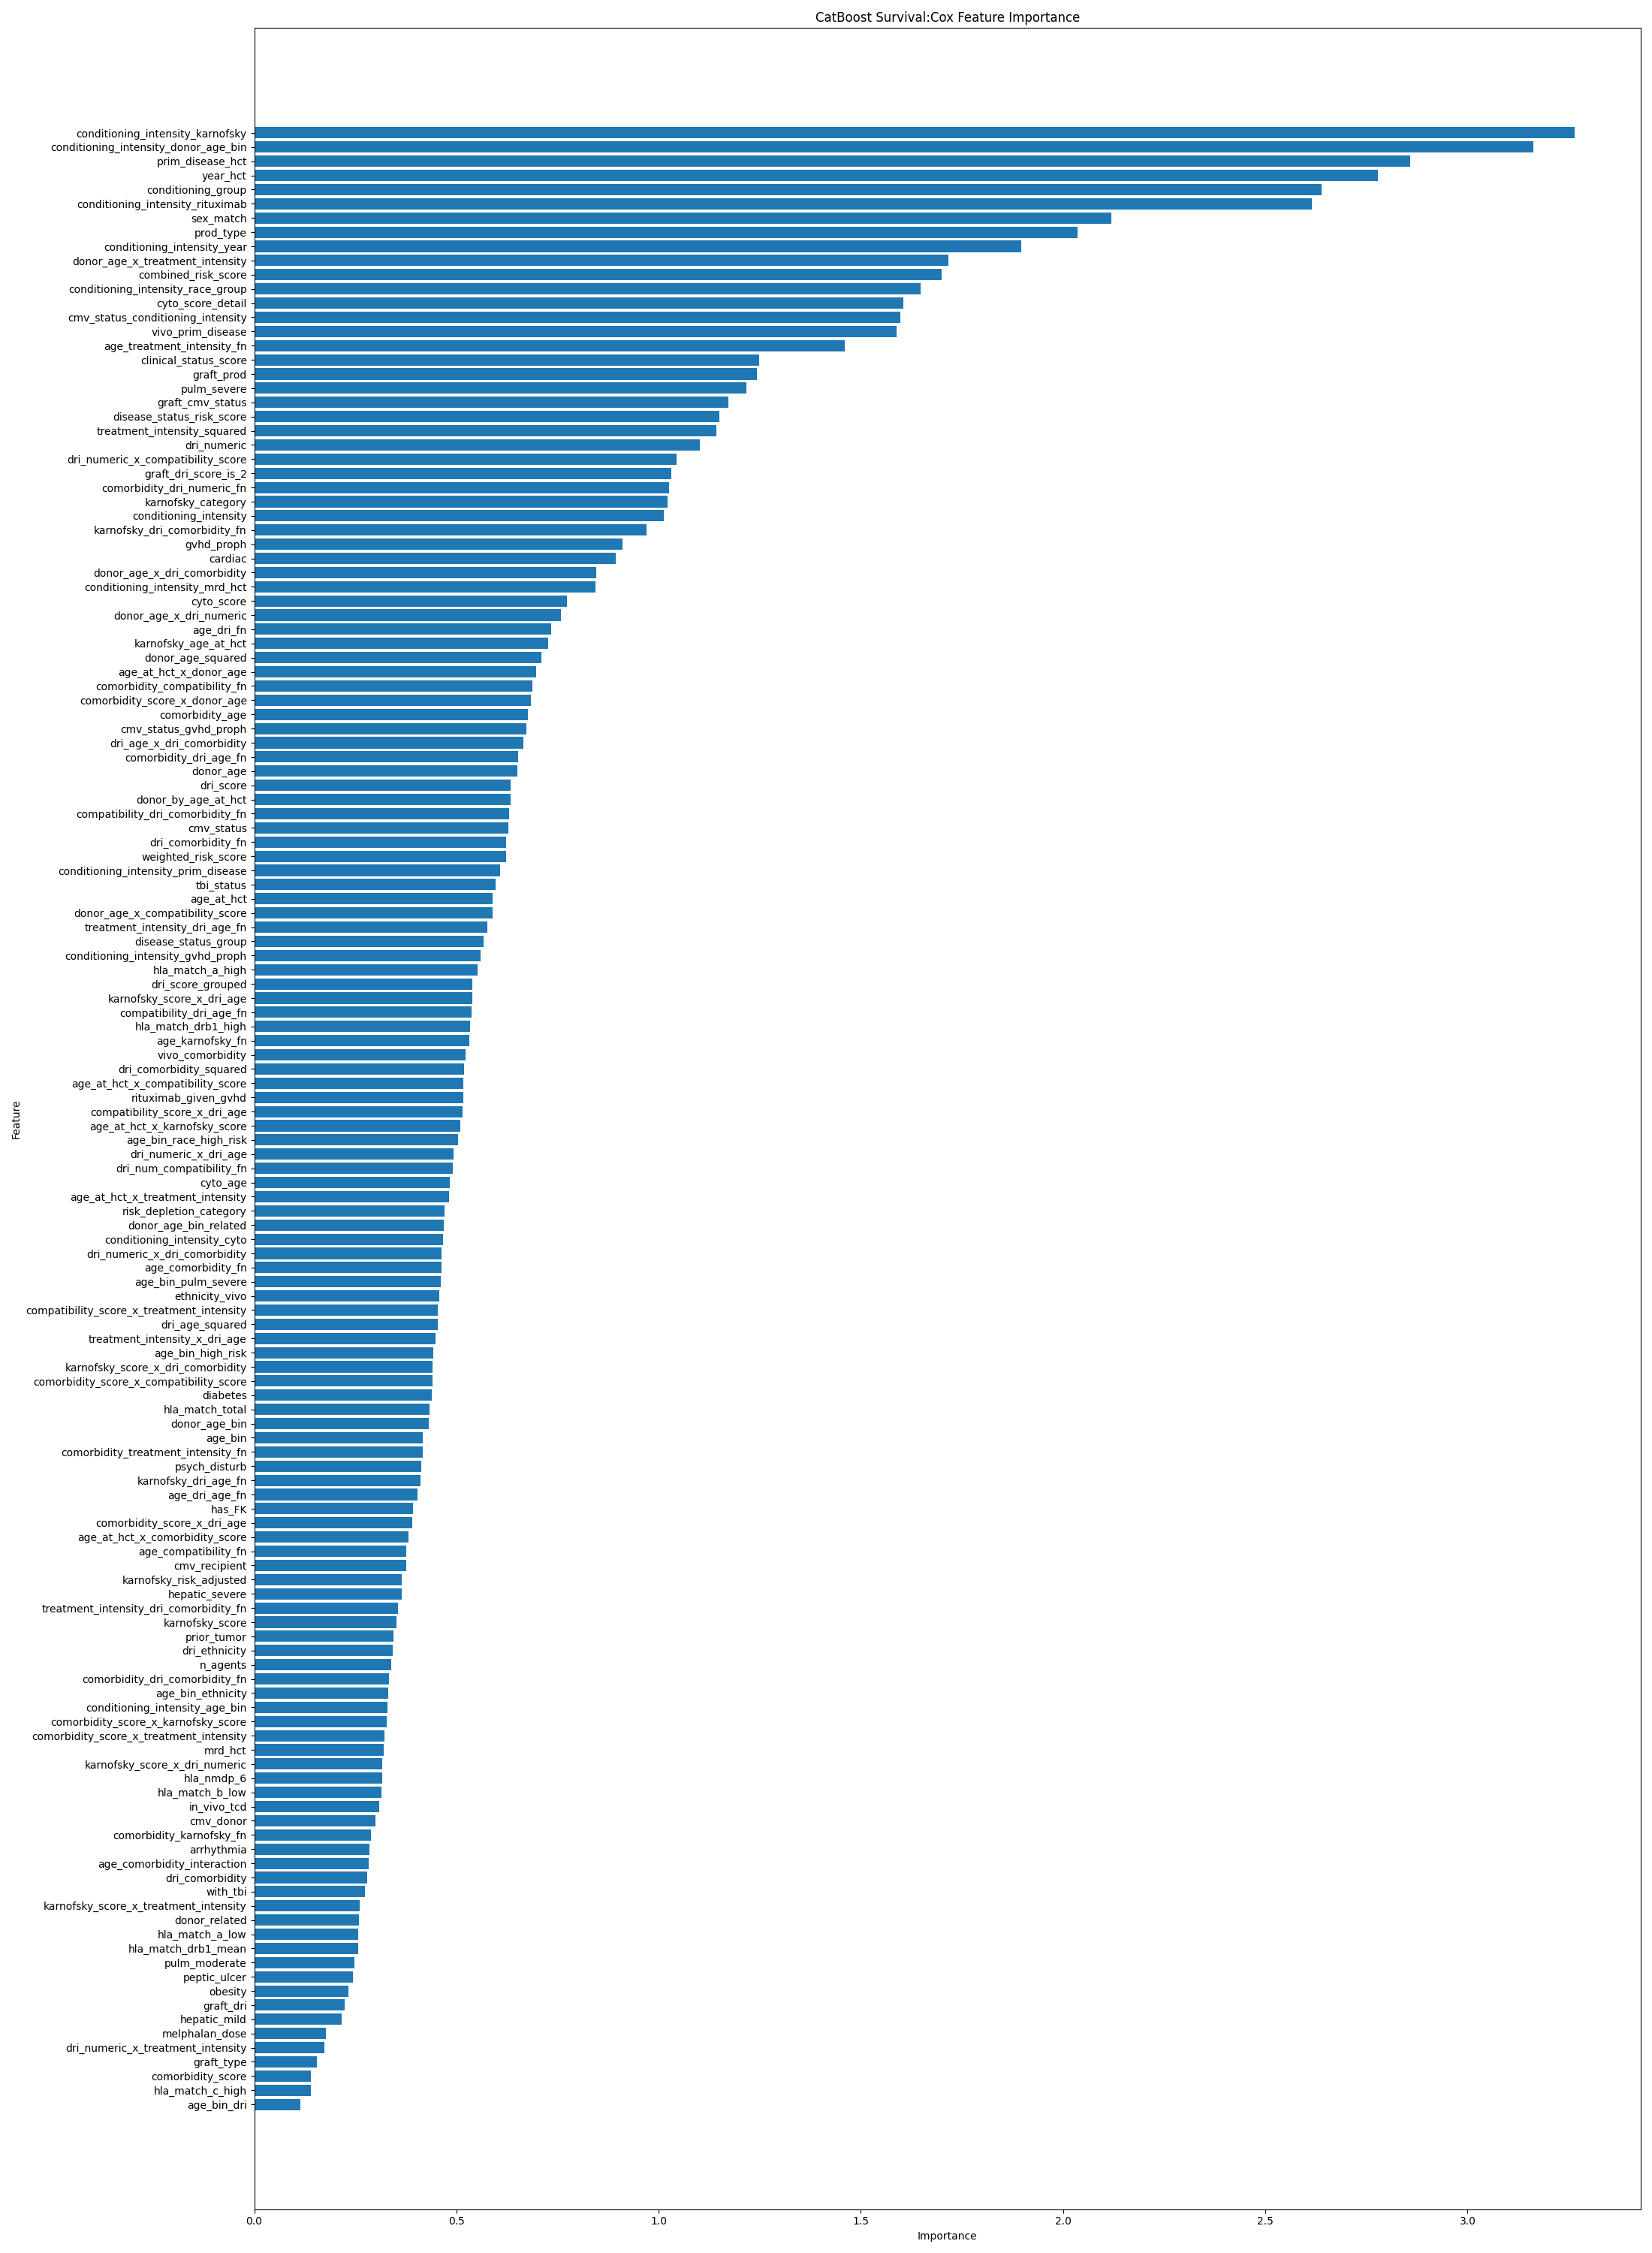 CatBoost Survival:Cox Feature Importance
conditioning_intensity_karnofsky
conditioning_intensity_donor_age_bin
prim_disease_hct
year_hct
conditioning_group
conditioning_intensity_rituximab
sex_match
prod_type
conditioning_intensity_year
donor_age_x_treatment_intensity
combined_risk_score
conditioning_intensity_race_group
cyto_score_detail
cmv_status_conditioning_intensity
vivo_prim_disease
age_treatment_intensity_fn
clinical_status_score
graft_prod
pulm_severe
graft_cmv_status
disease_status_risk_score
treatment_intensity_squared
dri_numeric
dri_numeric_x_compatibility_score
graft_dri_score_is_2
comorbidity_dri_numeric_fn
karnofsky_category
conditioning_intensity
karnofsky_dri_comorbidity_fn
gvhd_proph
cardiac
donor_age_x_dri_comorbidity
conditioning_intensity_mrd_hct
cyto_score
donor_age_x_dri_numeric
age_dri_fn
karnofsky_age_at_hct
donor_age_squared
age_at_hct_x_donor_age
comorbidity_compatibility_fn
comorbidity_score_x_donor_age
comorbidity_age
cmv_status_gvhd_proph
dri_age_x_dri_comorbidity
comorbidity_dri_age_fn
donor_age
dri_score
donor_by_age_at_hct
compatibility_dri_comorbidity_fn
cmv_status
dri_comorbidity_fn
weighted_risk_score
conditioning_intensity_prim_disease
tbi_status
age_at_hct
donor_age_x_compatibility_score
treatment_intensity_dri_age_fn
disease_status_group
conditioning_intensity_gvhd_proph
hla_match_a_high
dri_score_grouped
karnofsky_score_x_dri_age
compatibility_dri_age_fn
hla_match_drb1_high
age_karnofsky_fn
vivo_comorbidity
dri_comorbidity_squared
age_at_hct_x_compatibility_score
rituximab_given_gvhd
compatibility_score_x_dri_age
age_at_hct_x_karnofsky_score
age_bin_race_high_risk
dri_numeric_x_dri_age
dri_num_compatibility_fn
cyto_age
age_at_hct_x_treatment_intensity
risk_depletion_category
donor_age_bin_related
conditioning_intensity_cyto
dri_numeric_x_dri_comorbidity
age_comorbidity_fn
age_bin_pulm_severe
ethnicity_vivo
compatibility_score_x_treatment_intensity
dri_age_squared
treatment_intensity_x_dri_age
age_bin_high_risk
karnofsky_score_x_dri_comorbidity
comorbidity_score_x_compatibility_score
diabetes
hla_match_total
donor_age_bin
age_bin
comorbidity_treatment_intensity_fn
psych_disturb
karnofsky_dri_age_fn
age_dri_age_fn
has_FK
comorbidity_score_x_dri_age
age_at_hct_x_comorbidity_score
age_compatibility_fn
cmv_recipient
karnofsky_risk_adjusted
hepatic_severe
treatment_intensity_dri_comorbidity_fn
karnofsky_score
prior_tumor
dri_ethnicity
n_agents
comorbidity_dri_comorbidity_fn
age_bin_ethnicity
conditioning_intensity_age_bin
comorbidity_score_x_karnofsky_score
comorbidity_score_x_treatment_intensity
mrd_hct
karnofsky_score_x_dri_numeric
hla_nmdp_6
hla_match_b_low
in_vivo_tcd
cmv_donor
comorbidity_karnofsky_fn
arrhythmia
age_comorbidity_interaction
dri_comorbidity
with_tbi
karnofsky_score_x_treatment_intensity
donor_related
hla_match_a_low
hla_match_drb1_mean
pulm_moderate
peptic_ulcer
obesity
graft_dri
hepatic_mild
melphalan_dose
dri_numeric_x_treatment_intensity
graft_type
comorbidity_score
hla_match_c_high
age_bin_dri
Feature
0.0 0.5 1.0 1.5 2.0 2.5 3.0
Importance